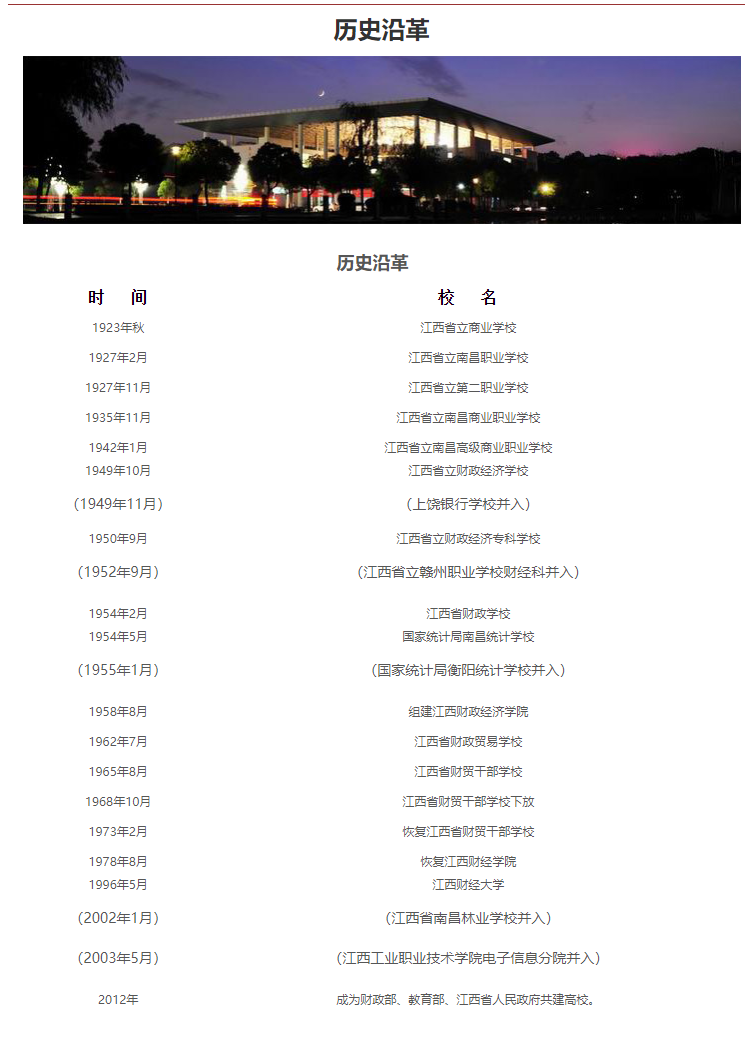 历史沿革
历史沿革
时 间 校 名
1923年秋 江西省立商业学校
1927年2月 江西省立南昌职业学校
1927年11月 江西省立第二职业学校
1935年11月 江西省立南昌商业职业学校
1942年1月 江西省立南昌高级商业职业学校
1949年10月 江西省立财政经济学校
（1949年11月） （上饶银行学校并入）
1950年9月 江西省立财政经济专科学校
（1952年9月） （江西省立赣州职业学校财经科并入）
1954年2月 江西省财政学校
1954年5月 国家统计局南昌统计学校
（1955年1月） （国家统计局衡阳统计学校并入）
1958年8月 组建江西财政经济学院
1962年7月 江西省财政贸易学校
1965年8月 江西省财贸干部学校
1968年10月 江西省财贸干部学校下放
1973年2月 恢复江西省财贸干部学校
1978年8月 恢复江西财经学院
1996年5月 江西财经大学
（2002年1月） （江西省南昌林业学校并入）
（2003年5月） （江西工业职业技术学院电子信息分院并入）
2012年 成为财政部、教育部、江西省人民政府共建高校。